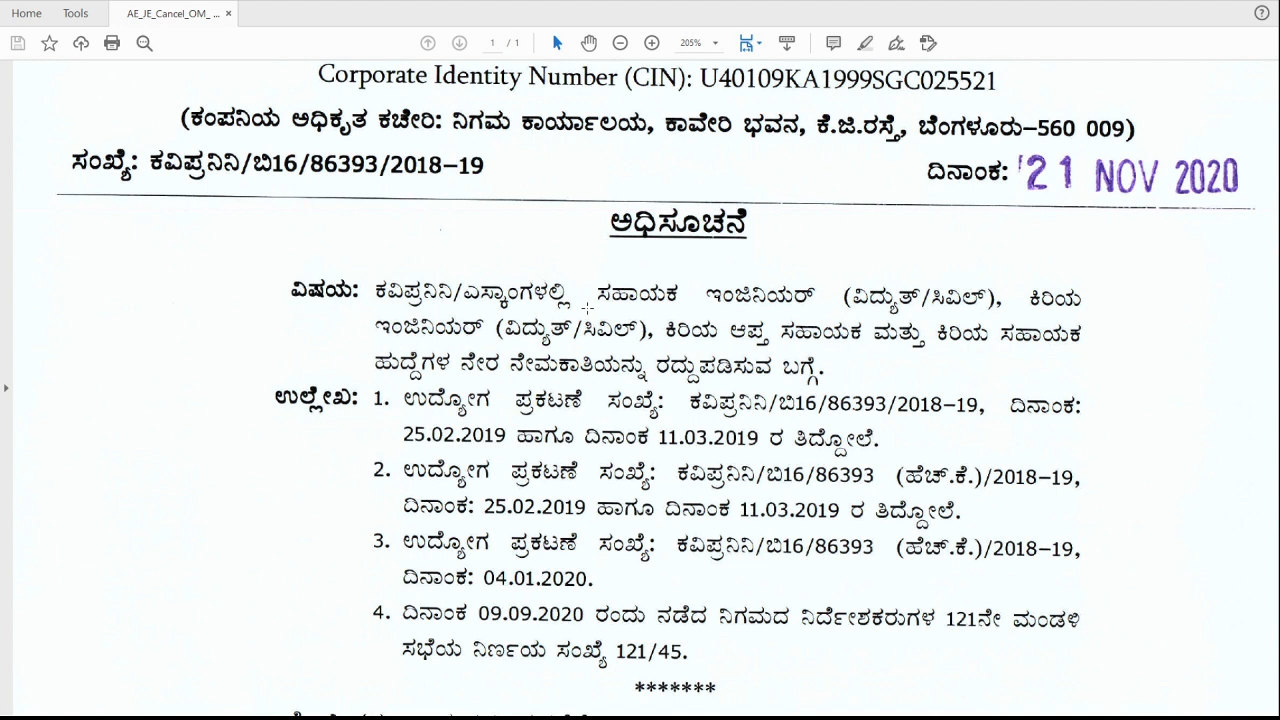 Home Tools AE_JE_Cancel_OM_ ... ×
1 / 1 205%
Corporate Identity Number (CIN): U40109KA1999SGC025521
(ಕಂಪನಿಯ ಅಧಿಕೃತ ಕಚೇರಿ: ನಿಗಮ ಕಾರ್ಯಾಲಯ, ಕಾವೇರಿ ಭವನ, ಕೆ.ಜಿ.ರಸ್ತೆ, ಬೆಂಗಳೂರು–560 009)
ಸಂಖ್ಯೆ: ಕವಿಪ್ರನಿನಿ/ಬಿ16/86393/2018–19 ದಿನಾಂಕ: 21 NOV 2020
ಅಧಿಸೂಚನೆ
ವಿಷಯ: ಕವಿಪ್ರನಿನಿ/ಎಸ್ಕಾಂಗಳಲ್ಲಿ ಸಹಾಯಕ ಇಂಜಿನಿಯರ್ (ವಿದ್ಯುತ್/ಸಿವಿಲ್), ಕಿರಿಯ
ಇಂಜಿನಿಯರ್ (ವಿದ್ಯುತ್/ಸಿವಿಲ್), ಕಿರಿಯ ಆಪ್ತ ಸಹಾಯಕ ಮತ್ತು ಕಿರಿಯ ಸಹಾಯಕ
ಹುದ್ದೆಗಳ ನೇರ ನೇಮಕಾತಿಯನ್ನು ರದ್ದುಪಡಿಸುವ ಬಗ್ಗೆ.
ಉಲ್ಲೇಖ: 1. ಉದ್ಯೋಗ ಪ್ರಕಟಣೆ ಸಂಖ್ಯೆ: ಕವಿಪ್ರನಿನಿ/ಬಿ16/86393/2018–19, ದಿನಾಂಕ:
25.02.2019 ಹಾಗೂ ದಿನಾಂಕ 11.03.2019 ರ ತಿದ್ದೋಲೆ.
2. ಉದ್ಯೋಗ ಪ್ರಕಟಣೆ ಸಂಖ್ಯೆ: ಕವಿಪ್ರನಿನಿ/ಬಿ16/86393 (ಹೆಚ್.ಕೆ.)/2018–19,
ದಿನಾಂಕ: 25.02.2019 ಹಾಗೂ ದಿನಾಂಕ 11.03.2019 ರ ತಿದ್ದೋಲೆ.
3. ಉದ್ಯೋಗ ಪ್ರಕಟಣೆ ಸಂಖ್ಯೆ: ಕವಿಪ್ರನಿನಿ/ಬಿ16/86393 (ಹೆಚ್.ಕೆ.)/2018–19,
ದಿನಾಂಕ: 04.01.2020.
4. ದಿನಾಂಕ 09.09.2020 ರಂದು ನಡೆದ ನಿಗಮದ ನಿರ್ದೇಶಕರುಗಳ 121ನೇ ಮಂಡಳಿ
ಸಭೆಯ ನಿರ್ಣಯ ಸಂಖ್ಯೆ 121/45.
*******